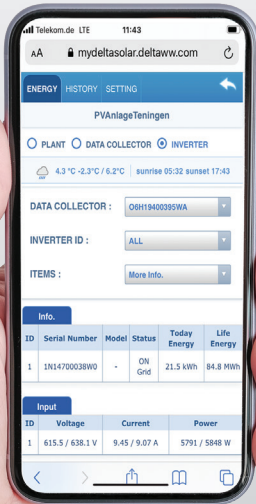 Telekom.de LTE 11:43
AA mydeltasolar.deltaww.com
ENERGY HISTORY SETTING
PVAnlageTeningen
PLANT DATA COLLECTOR INVERTER
4.3 °C -2.3°C / 6.2°C sunrise 05:32 sunset 17:43
DATA COLLECTOR : O6H19400395WA
INVERTER ID : ALL
ITEMS : More Info.
Info.
ID Serial Number Model Status Today Energy Life Energy
1 1N14700038W0 - ON Grid 21.5 kWh 84.8 MWh
Input
ID Voltage Current Power
1 615.5 / 638.1 V 9.45 / 9.07 A 5791 / 5848 W